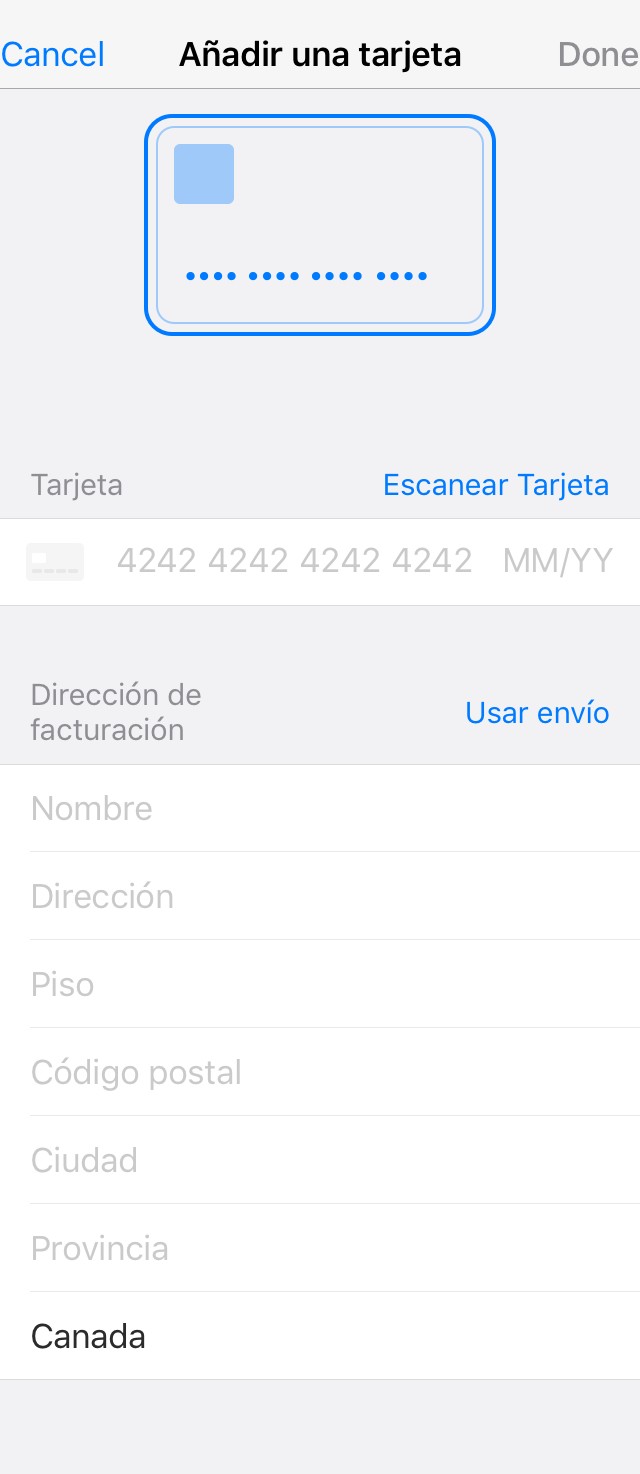 Cancel Añadir una tarjeta Done
•••• •••• •••• ••••
Tarjeta Escanear Tarjeta
4242 4242 4242 4242 MM/YY
Dirección de
facturación
Usar envío
Nombre
Dirección
Piso
Código postal
Ciudad
Provincia
Canada